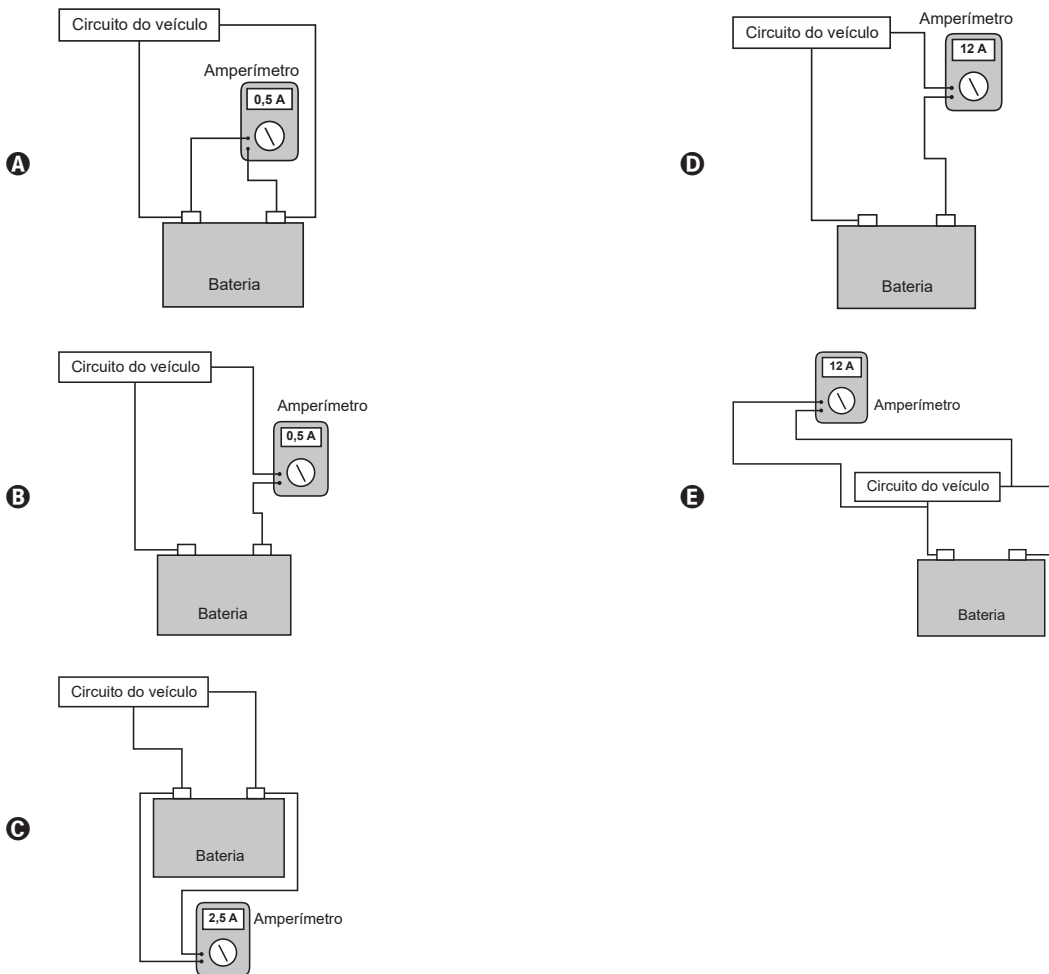 Circuito do veículo
Amperímetro
0,5 A
A
Bateria
Circuito do veículo
Amperímetro
0,5 A
B
Bateria
Circuito do veículo
C
Bateria
2,5 A
Amperímetro
Amperímetro
Circuito do veículo
12 A
D
Bateria
12 A
Amperímetro
E
Circuito do veículo
Bateria